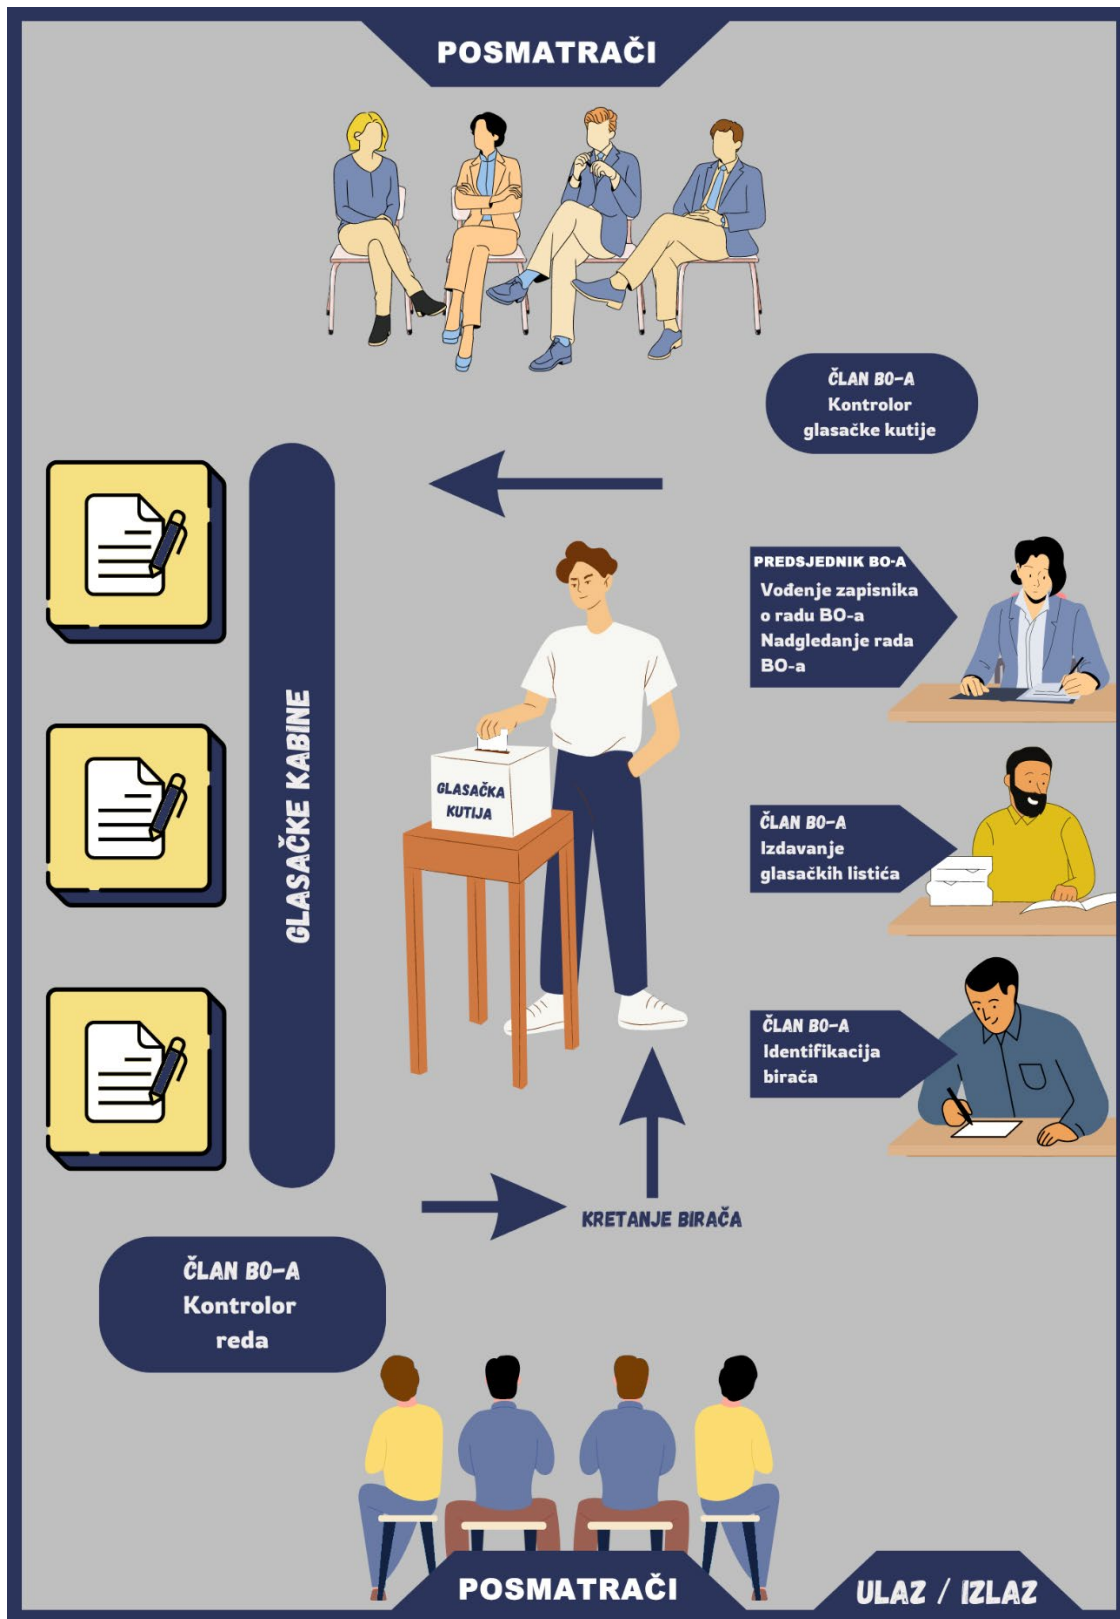 POSMATRAČI
ČLAN BO-A
Kontrolor
glasačke kutije
GLASAČKE KABINE
PREDSJEDNIK BO-A
Vođenje zapisnika
o radu BO-a
Nadgledanje rada
BO-a
GLASAČKA
KUTIJA
ČLAN BO-A
Izdavanje
glasačkih listića
ČLAN BO-A
Identifikacija
birača
KRETANJE BIRAČA
ČLAN BO-A
Kontrolor
reda
POSMATRAČI
ULAZ / IZLAZ